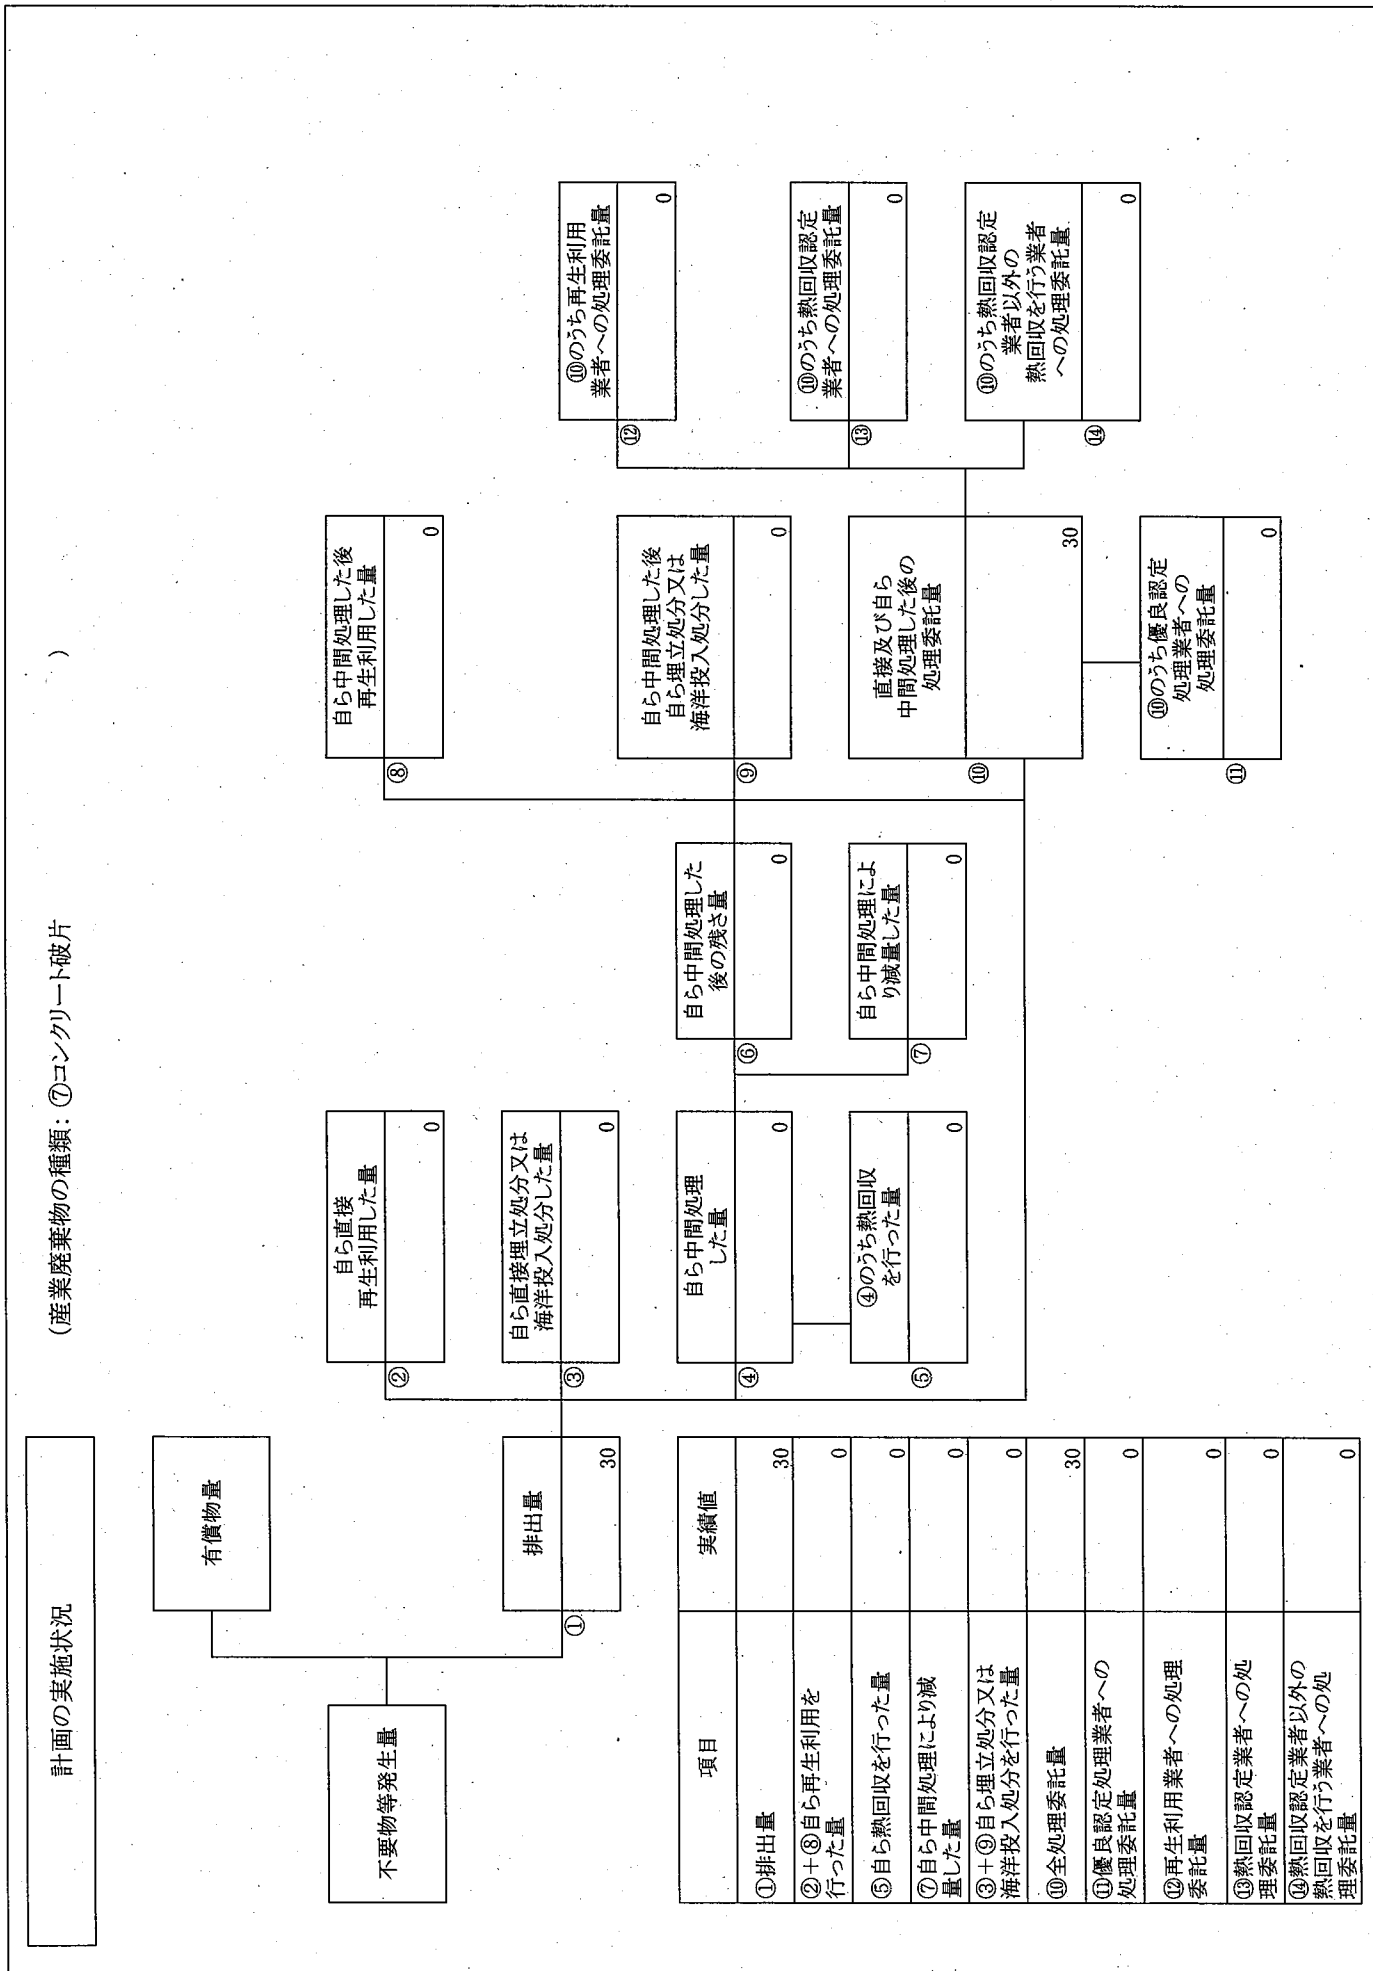 計画の実施状況
(産業廃棄物の種類:⑦コンクリート破片
)
不要物等発生量
有償物量
①
排出量
30
②
自ら直接
再生利用した量
0
③
自ら直接埋立処分又は
海洋投入処分した量
0
④
自ら中間処理
した量
0
⑤
④のうち熱回収
を行った量
0
⑥
自ら中間処理した
後の残さ量
0
⑦
自ら中間処理によ
り減量した量
0
⑧
自ら中間処理した後
再生利用した量
0
⑨
自ら中間処理した後
自ら埋立処分又は
海洋投入処分した量
0
⑩
直接及び自ら
中間処理した後の
処理委託量
30
⑪
⑩のうち優良認定
処理業者への
処理委託量
0
⑫
⑩のうち再生利用
業者への処理委託量
0
⑬
⑩のうち熱回収認定
業者への処理委託量
0
⑭
⑩のうち熱回収認定
業者以外の
熱回収を行う業者
への処理委託量
0
項目
実績値
①排出量
30
②+⑧自ら再生利用を
行った量
0
⑤自ら熱回収を行った量
0
⑦自ら中間処理により減
量した量
0
③+⑨自ら埋立処分又は
海洋投入処分を行った量
0
⑩全処理委託量
30
⑪優良認定処理業者への
処理委託量
0
⑫再生利用業者への処理
委託量
0
⑬熱回収認定業者への処
理委託量
0
⑭熱回収認定業者以外の
熱回収を行う業者への処
理委託量
0